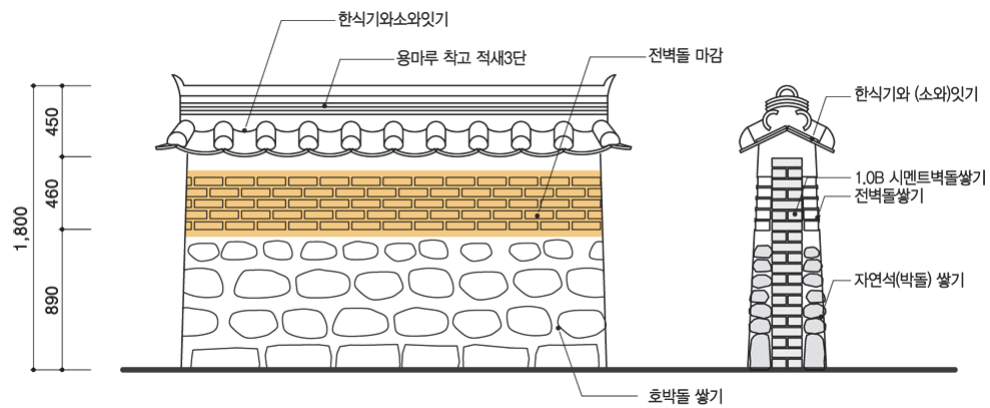 한식기와소와잇기
용마루 착고 적새3단
전벽돌 마감
한식기와 (소와)잇기
450
460
1,800
890
1.0B 시멘트벽돌쌓기
전벽돌쌓기
자연석(박돌) 쌓기
호박돌 쌓기